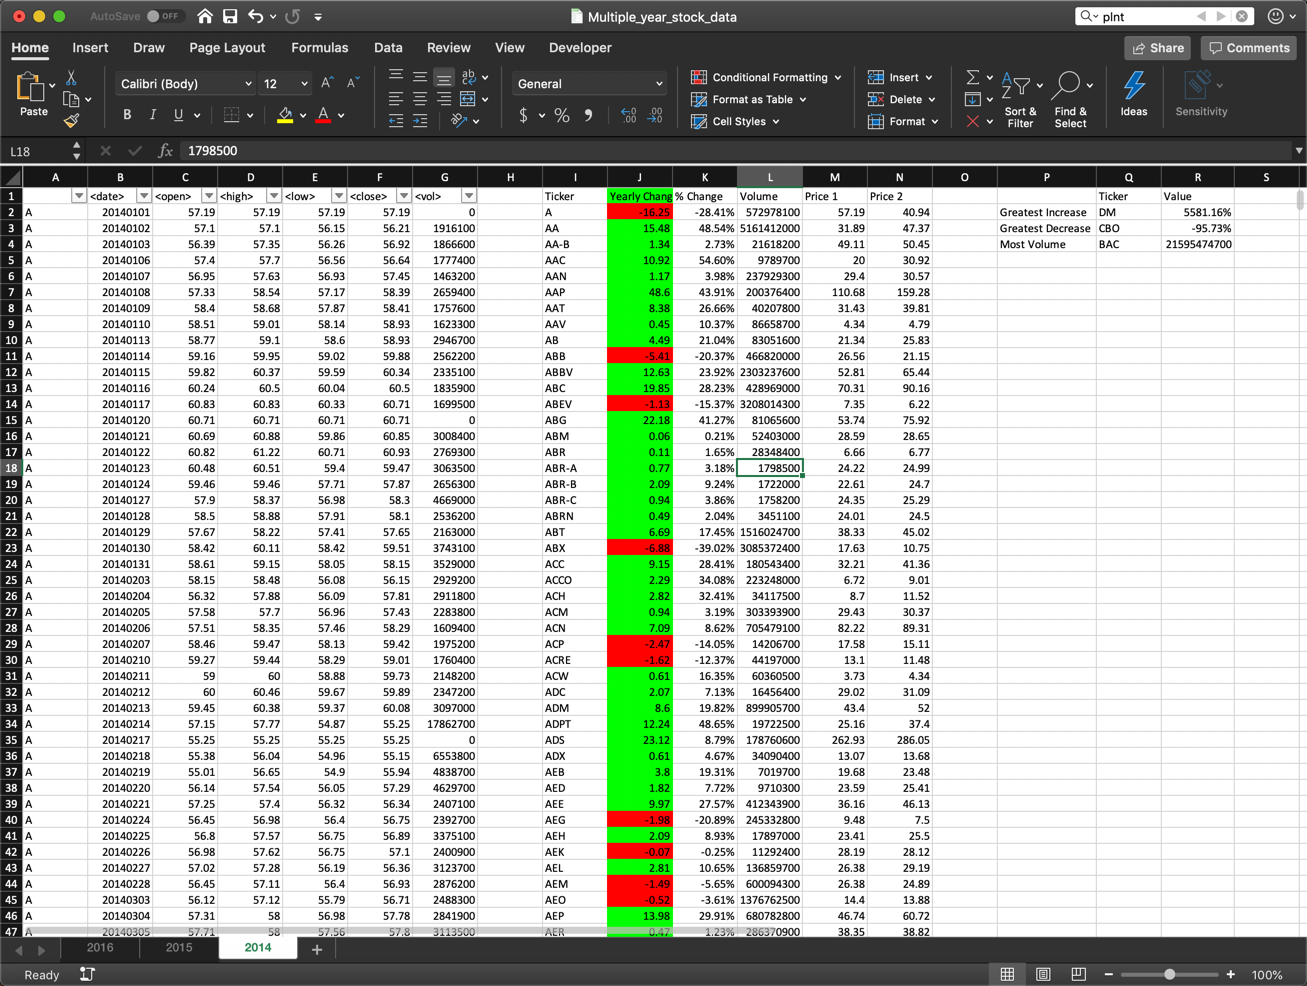 AutoSave OFF Multiple_year_stock_data plnt
Home Insert Draw Page Layout Formulas Data Review View Developer Share Comments
Paste Calibri (Body) 12 General Conditional Formatting Insert
B I U A $ % Format as Table Delete Sort & Filter Find & Select Ideas Sensitivity
Cell Styles Format
L18 fx 1798500
A B C D E F G H I J K L M N O P Q R S
1 <date> <open> <high> <low> <close> <vol> Ticker Yearly Chang % Change Volume Price 1 Price 2 Ticker Value
2 A 20140101 57.19 57.19 57.19 57.19 0 A -16.25 -28.41% 572978100 57.19 40.94 Greatest Increase DM 5581.16%
3 A 20140102 57.1 57.1 56.15 56.21 1916100 AA 15.48 48.54% 5161412000 31.89 47.37 Greatest Decrease CBO -95.73%
4 A 20140103 56.39 57.35 56.26 56.92 1866600 AA-B 1.34 2.73% 21618200 49.11 50.45 Most Volume BAC 21595474700
5 A 20140106 57.4 57.7 56.56 56.64 1777400 AAC 10.92 54.60% 9789700 20 30.92
6 A 20140107 56.95 57.63 56.93 57.45 1463200 AAN 1.17 3.98% 237929300 29.4 30.57
7 A 20140108 57.33 58.54 57.17 58.39 2659400 AAP 48.6 43.91% 200376400 110.68 159.28
8 A 20140109 58.4 58.68 57.87 58.41 1757600 AAT 8.38 26.66% 40207800 31.43 39.81
9 A 20140110 58.51 59.01 58.14 58.93 1623300 AAV 0.45 10.37% 86658700 4.34 4.79
10 A 20140113 58.77 59.1 58.6 58.93 2946700 AB 4.49 21.04% 83051600 21.34 25.83
11 A 20140114 59.16 59.95 59.02 59.88 2562200 ABB -5.41 -20.37% 466820000 26.56 21.15
12 A 20140115 59.82 60.37 59.59 60.34 2335100 ABBV 12.63 23.92% 2303237600 52.81 65.44
13 A 20140116 60.24 60.5 60.04 60.5 1835900 ABC 19.85 28.23% 428969000 70.31 90.16
14 A 20140117 60.83 60.83 60.33 60.71 1699500 ABEV -1.13 -15.37% 3208014300 7.35 6.22
15 A 20140120 60.71 60.71 60.71 60.71 0 ABG 22.18 41.27% 81065600 53.74 75.92
16 A 20140121 60.69 60.88 59.86 60.85 3008400 ABM 0.06 0.21% 52403000 28.59 28.65
17 A 20140122 60.82 61.22 60.71 60.93 2769300 ABR 0.11 1.65% 28348400 6.66 6.77
18 A 20140123 60.48 60.51 59.4 59.47 3063500 ABR-A 0.77 3.18% 1798500 24.22 24.99
19 A 20140124 59.46 59.46 57.71 57.87 2656300 ABR-B 2.09 9.24% 1722000 22.61 24.7
20 A 20140127 57.9 58.37 56.98 58.3 4669000 ABR-C 0.94 3.86% 1758200 24.35 25.29
21 A 20140128 58.5 58.88 57.91 58.1 2536200 ABRN 0.49 2.04% 3451100 24.01 24.5
22 A 20140129 57.67 58.22 57.41 57.65 2163000 ABT 6.69 17.45% 1516024700 38.33 45.02
23 A 20140130 58.42 60.11 58.42 59.51 3743100 ABX -6.88 -39.02% 3085372400 17.63 10.75
24 A 20140131 58.61 59.15 58.05 58.15 3529000 ACC 9.15 28.41% 180543400 32.21 41.36
25 A 20140203 58.15 58.48 56.08 56.15 2929200 ACCO 2.29 34.08% 223248000 6.72 9.01
26 A 20140204 56.32 57.88 56.09 57.81 2911800 ACH 2.82 32.41% 34117500 8.7 11.52
27 A 20140205 57.58 57.7 56.96 57.43 2283800 ACM 0.94 3.19% 303393900 29.43 30.37
28 A 20140206 57.51 58.35 57.46 58.29 1609400 ACN 7.09 8.62% 705479100 82.22 89.31
29 A 20140207 58.46 59.47 58.13 59.42 1975200 ACP -2.47 -14.05% 14206700 17.58 15.11
30 A 20140210 59.27 59.44 58.29 59.01 1760400 ACRE -1.62 -12.37% 44197000 13.1 11.48
31 A 20140211 59 60 58.88 59.73 2148200 ACW 0.61 16.35% 60360500 3.73 4.34
32 A 20140212 60 60.46 59.67 59.89 2347200 ADC 2.07 7.13% 16456400 29.02 31.09
33 A 20140213 59.45 60.38 59.37 60.08 3097000 ADM 8.6 19.82% 899905700 43.4 52
34 A 20140214 57.15 57.77 54.87 55.25 17862700 ADPT 12.24 48.65% 19722500 25.16 37.4
35 A 20140217 55.25 55.25 55.25 55.25 0 ADS 23.12 8.79% 178760600 262.93 286.05
36 A 20140218 55.38 56.04 54.96 55.15 6553800 ADX 0.61 4.67% 34090400 13.07 13.68
37 A 20140219 55.01 56.65 54.9 55.94 4838700 AEB 3.8 19.31% 7019700 19.68 23.48
38 A 20140220 56.14 57.54 56.05 57.29 4629700 AED 1.82 7.72% 9710300 23.59 25.41
39 A 20140221 57.25 57.4 56.32 56.34 2407100 AEE 9.97 27.57% 412343900 36.16 46.13
40 A 20140224 56.45 56.98 56.4 56.75 2392700 AEG -1.98 -20.89% 245332800 9.48 7.5
41 A 20140225 56.8 57.57 56.75 56.89 3375100 AEH 2.09 8.93% 17897000 23.41 25.5
42 A 20140226 56.98 57.62 56.75 57.1 2400900 AEK -0.07 -0.25% 11292400 28.19 28.12
43 A 20140227 57.02 57.28 56.19 56.36 3123700 AEL 2.81 10.65% 136859700 26.38 29.19
44 A 20140228 56.45 57.11 56.4 56.93 2876200 AEM -1.49 -5.65% 600094300 26.38 24.89
45 A 20140303 56.12 57.12 55.79 56.71 2488300 AEO -0.52 -3.61% 1376762500 14.4 13.88
46 A 20140304 57.31 58 56.98 57.78 2841900 AEP 13.98 29.91% 680782800 46.74 60.72
47 A 20140305 57.71 58 57.56 57.8 3113500 AER 0.47 1.23% 286370900 38.35 38.82
2016 2015 2014 +
Ready 100%